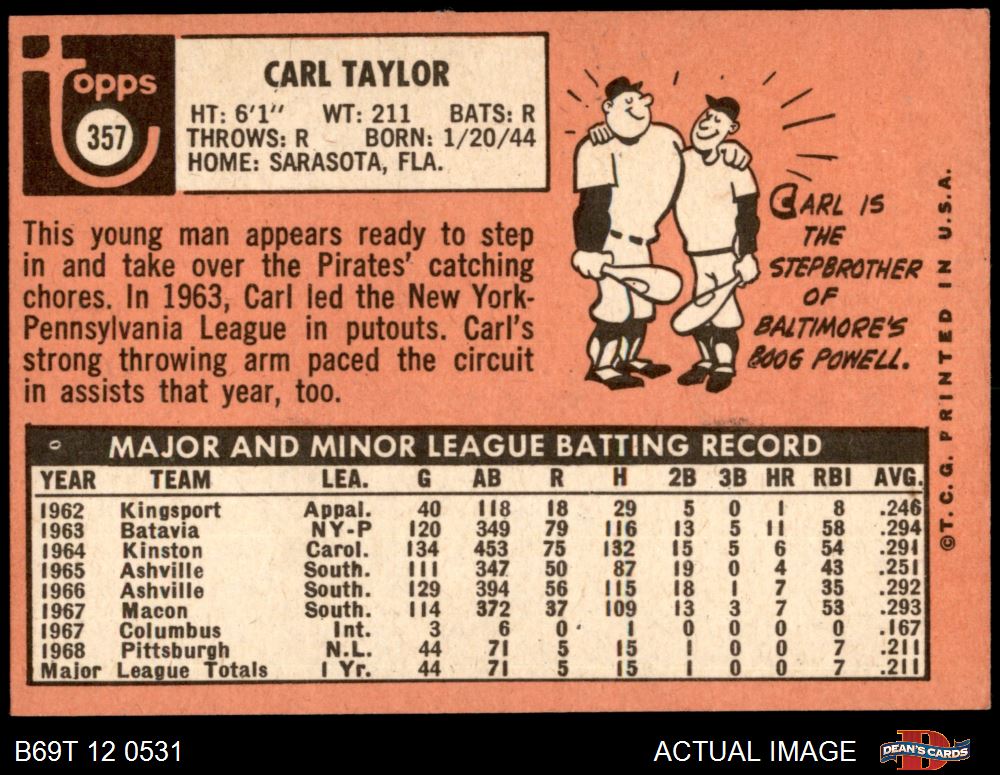 Topps
357
CARL TAYLOR
HT: 6'1" WT: 211 BATS: R
THROWS: R BORN: 1/20/44
HOME: SARASOTA, FLA.
This young man appears ready to step
in and take over the Pirates' catching
chores. In 1963, Carl led the New York-
Pennsylvania League in putouts. Carl's
strong throwing arm paced the circuit
in assists that year, too.
CARL IS
THE
STEPBROTHER
OF
BALTIMORE'S
BOOG POWELL.
©T.C.G. PRINTED IN U.S.A.
MAJOR AND MINOR LEAGUE BATTING RECORD
YEAR TEAM LEA. G AB R H 2B 3B HR RBI AVG.
1962 Kingsport Appal. 40 118 18 29 5 0 1 8 .246
1963 Batavia NY-P 120 349 79 116 13 5 11 58 .294
1964 Kinston Carol. 134 453 75 132 15 5 6 54 .291
1965 Ashville South. 111 347 50 87 19 0 4 43 .251
1966 Ashville South. 129 394 56 115 18 1 7 35 .292
1967 Macon South. 114 372 37 109 13 3 7 53 .293
1967 Columbus Int. 3 6 0 1 0 0 0 0 .167
1968 Pittsburgh N.L. 44 71 5 15 1 0 0 7 .211
Major League Totals 1 Yr. 44 71 5 15 1 0 0 7 .211
B69T 12 0531
ACTUAL IMAGE
DEAN'S CARDS